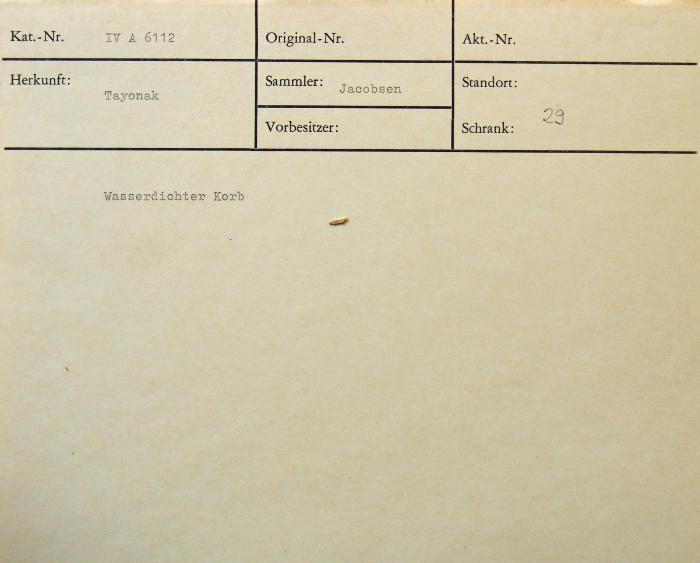 Kat.-Nr. IV A 6112
Original-Nr.
Akt.-Nr.
Herkunft: Tayonak
Sammler: Jacobsen
Vorbesitzer:
Standort:
Schrank: 29
Wasserdichter Korb